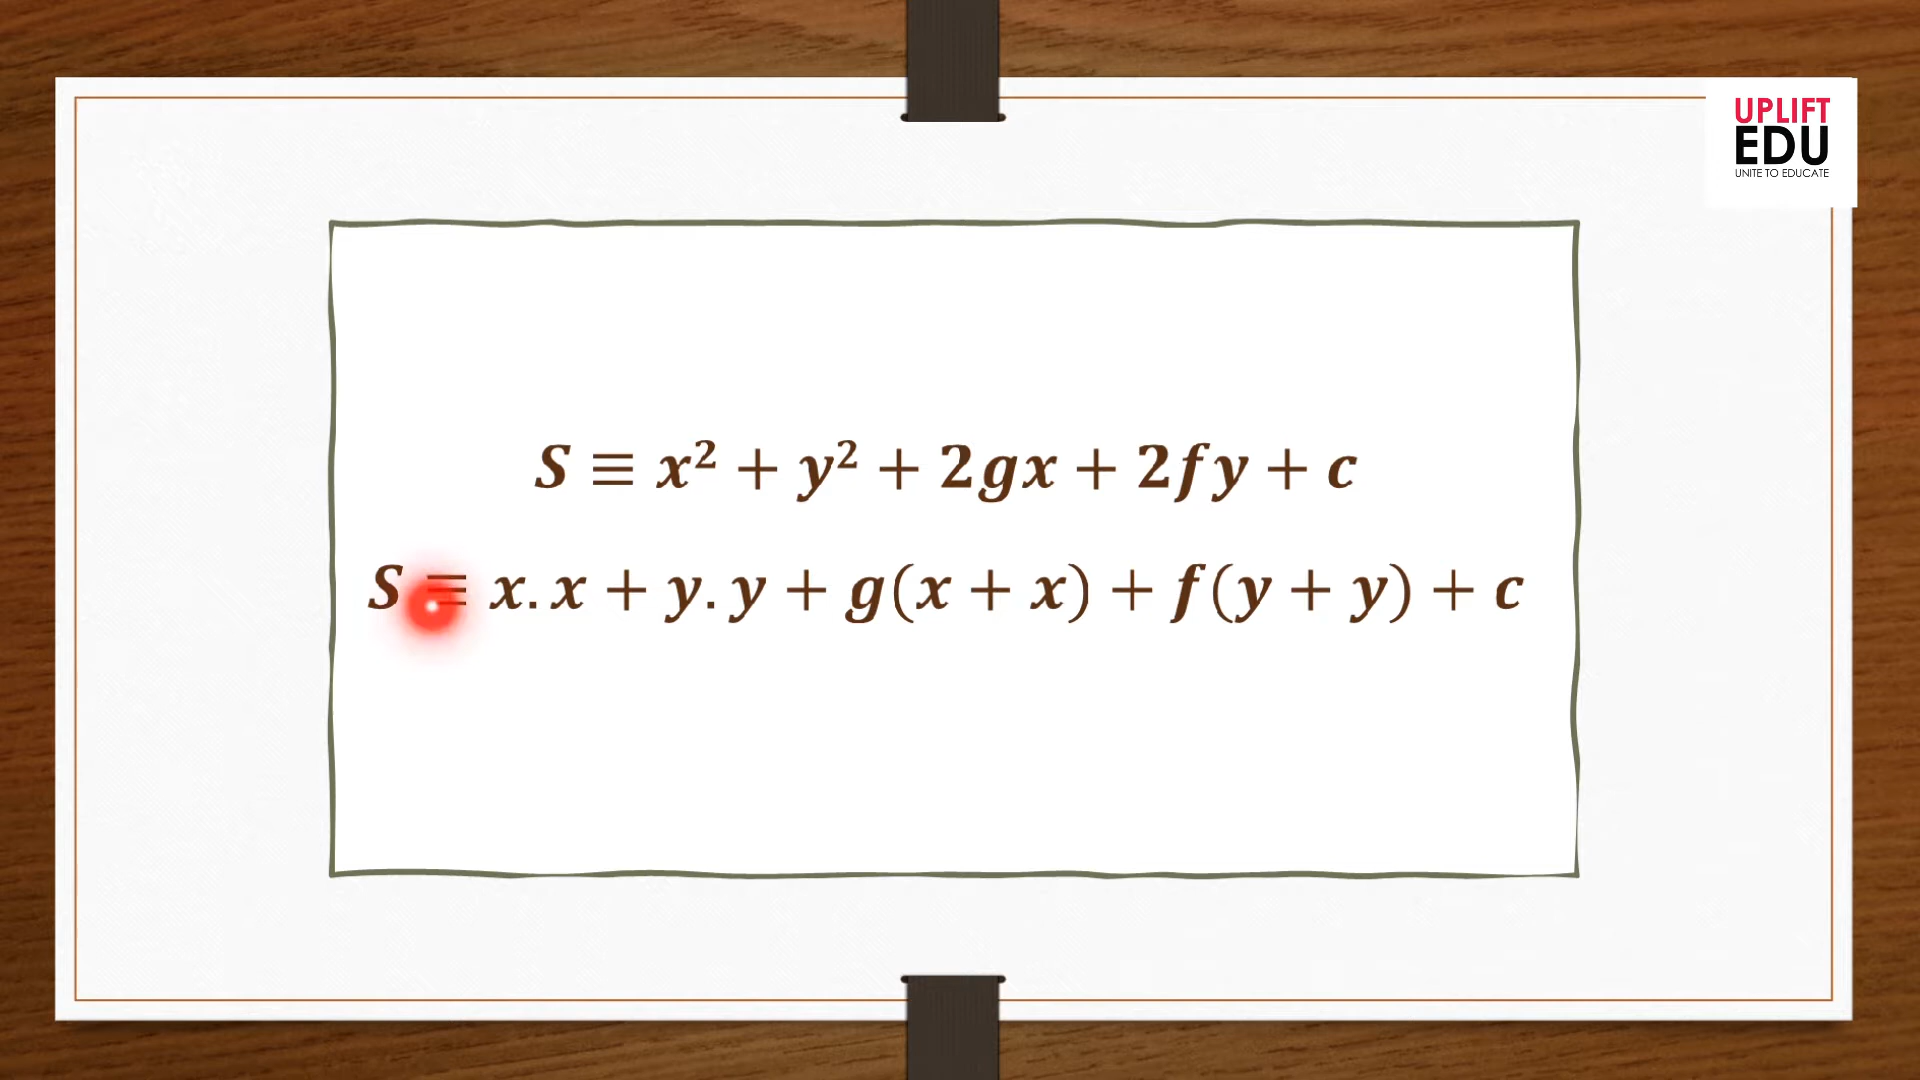 UPLIFT
EDU
UNITE TO EDUCATE
S ≡ x² + y² + 2gx + 2fy + c
S ≡ x.x + y.y + g(x + x) + f(y + y) + c